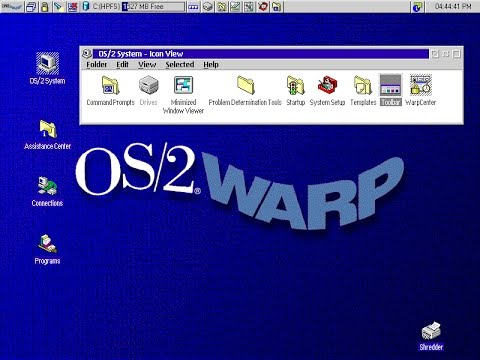 C:(HPFS) 1527 MB Free 04:44:41 PM
OS/2 System - Icon View
Folder Edit View Selected Help
OS/2 System
Command Prompts Drives Minimized Window Viewer Problem Determination Tools Startup System Setup Templates Toolbar WarpCenter
Assistance Center
OS/2® WARP
Connections
Programs
Shredder